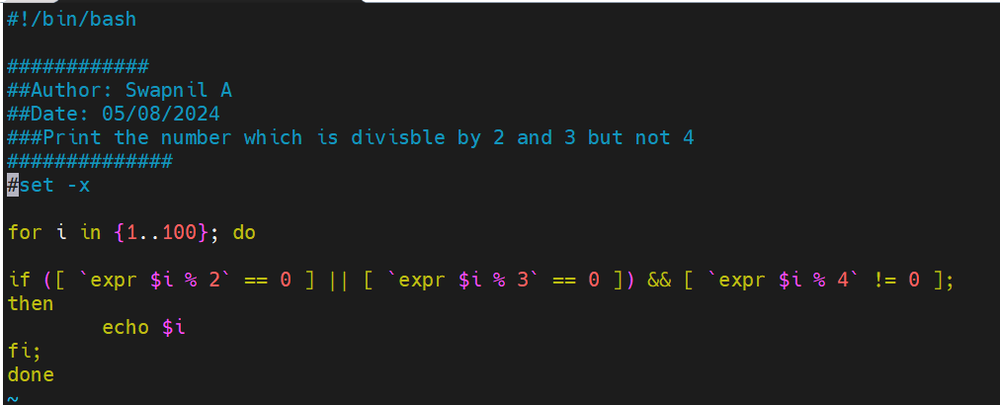 #!/bin/bash
############
##Author: Swapnil A
##Date: 05/08/2024
###Print the number which is divisble by 2 and 3 but not 4
##############
#set -x
for i in {1..100}; do
if ([ `expr $i % 2` == 0 ] || [ `expr $i % 3` == 0 ]) && [ `expr $i % 4` != 0 ];
then
        echo $i
fi;
done
~